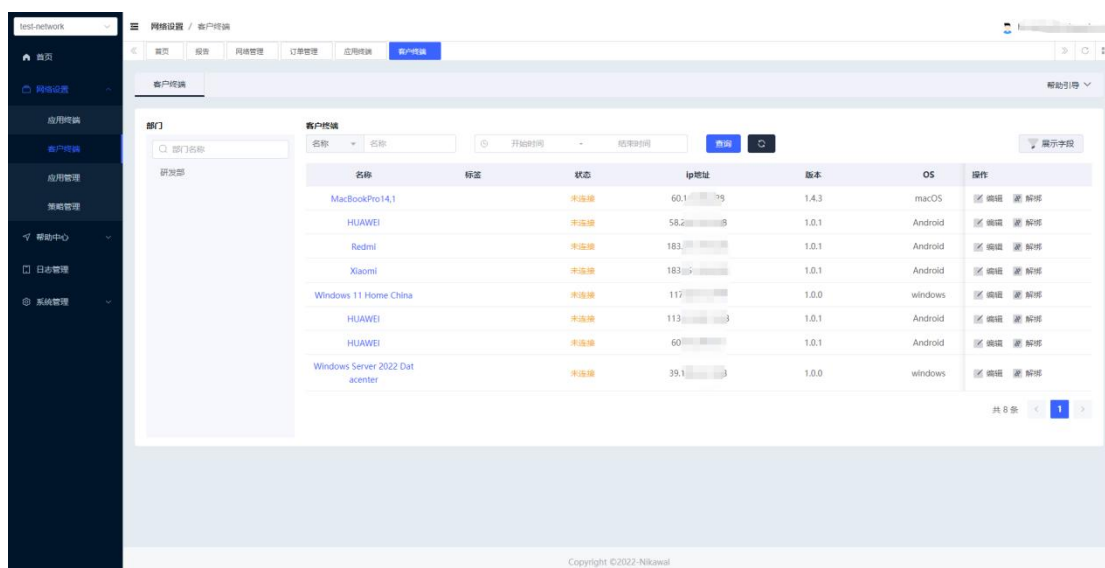 test-network
网络设置 / 客户终端
首页 报告 网络管理 订单管理 应用终端 客户终端
首页
网络设置
应用终端
客户终端
应用管理
策略管理
帮助中心
日志管理
系统管理
客户终端 帮助引导
部门
部门名称
研发部
客户终端
名称 名称 开始时间 - 结束时间 查询 展示字段
名称 标签 状态 ip地址 版本 OS 操作
MacBookPro14,1 未连接 60.1 1.4.3 macOS 编辑 解绑
HUAWEI 未连接 58.2 1.0.1 Android 编辑 解绑
Redmi 未连接 183. 1.0.1 Android 编辑 解绑
Xiaomi 未连接 183 1.0.1 Android 编辑 解绑
Windows 11 Home China 未连接 117 1.0.0 windows 编辑 解绑
HUAWEI 未连接 113 1.0.1 Android 编辑 解绑
HUAWEI 未连接 60 1.0.1 Android 编辑 解绑
Windows Server 2022 Dat
acenter 未连接 39.1 1.0.0 windows 编辑 解绑
共 8 条 1
Copyright ©2022-Nikawal